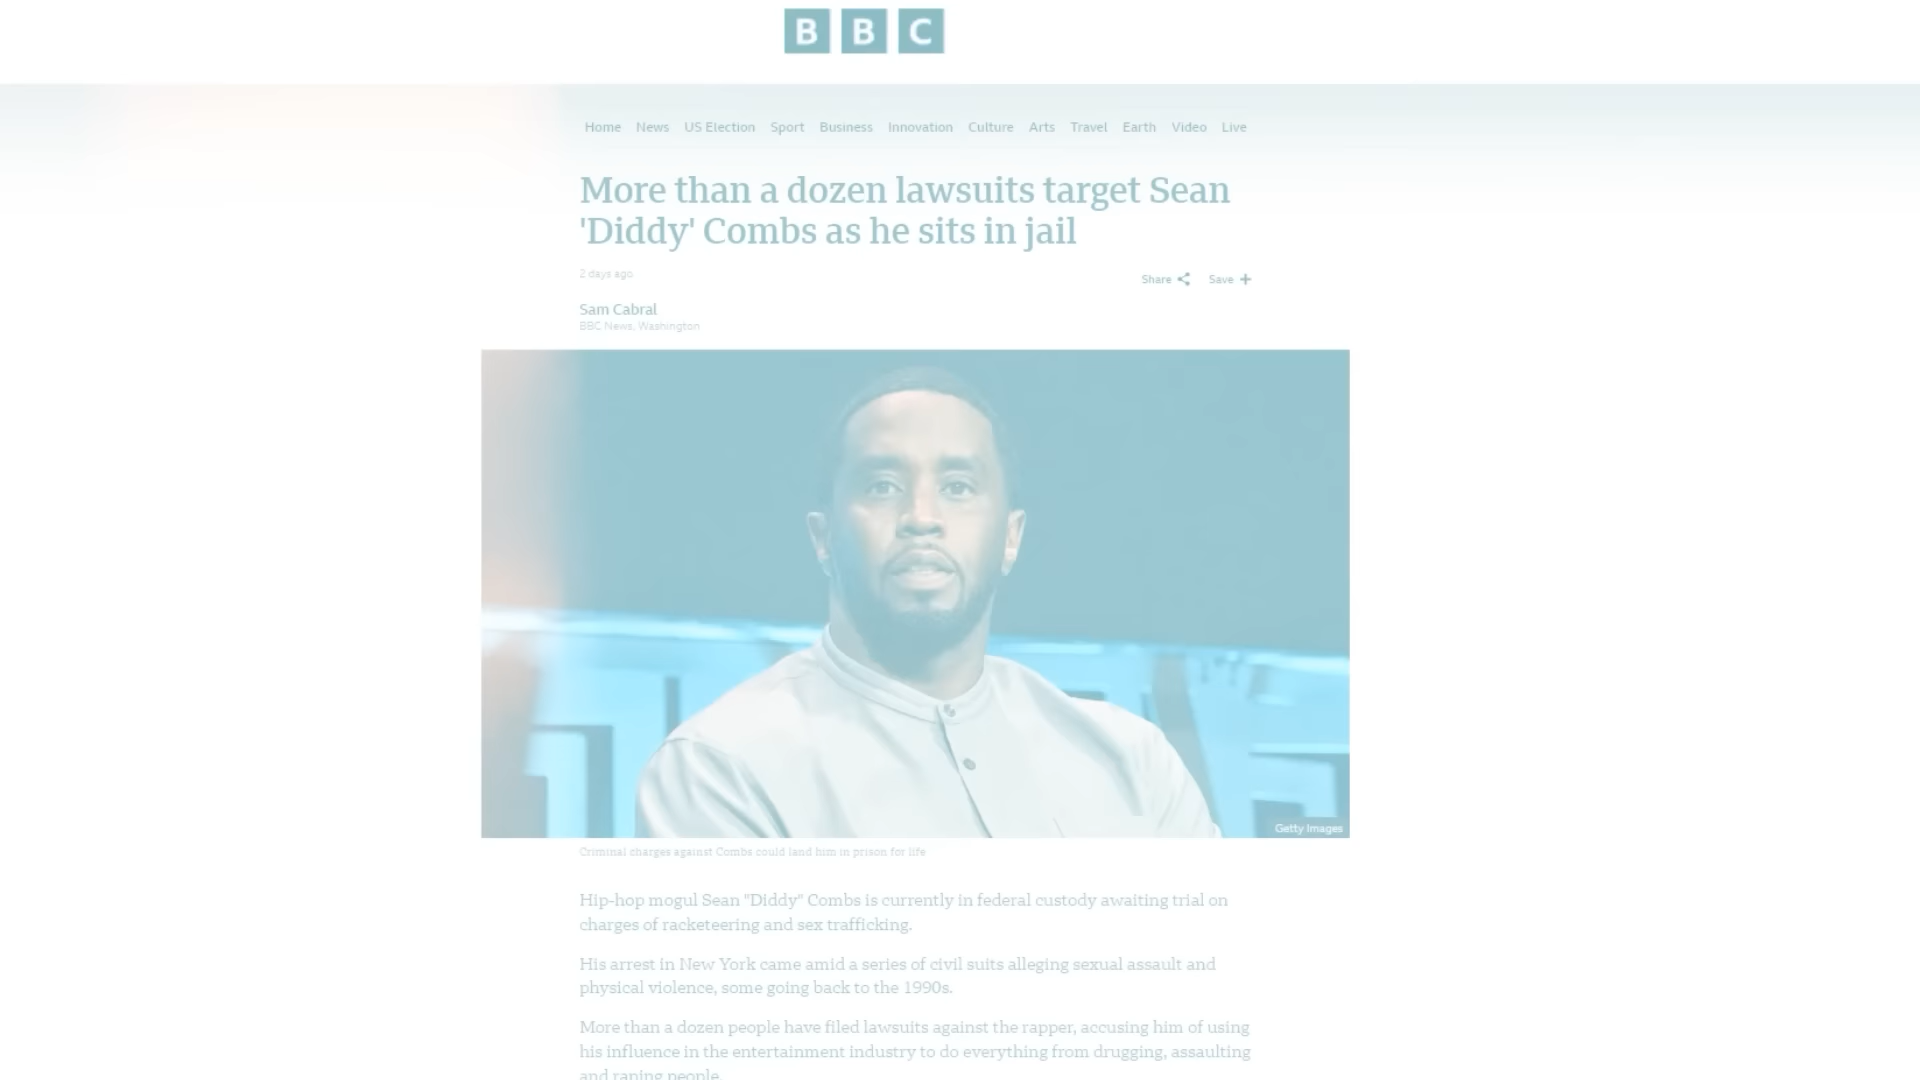 BBC
Home News US Election Sport Business Innovation Culture Arts Travel Earth Video Live
More than a dozen lawsuits target Sean
'Diddy' Combs as he sits in jail
2 days ago
Share Save
Sam Cabral
BBC News, Washington
Getty Images
Criminal charges against Combs could land him in prison for life
Hip-hop mogul Sean "Diddy" Combs is currently in federal custody awaiting trial on
charges of racketeering and sex trafficking.
His arrest in New York came amid a series of civil suits alleging sexual assault and
physical violence, some going back to the 1990s.
More than a dozen people have filed lawsuits against the rapper, accusing him of using
his influence in the entertainment industry to do everything from drugging, assaulting
and raping people.